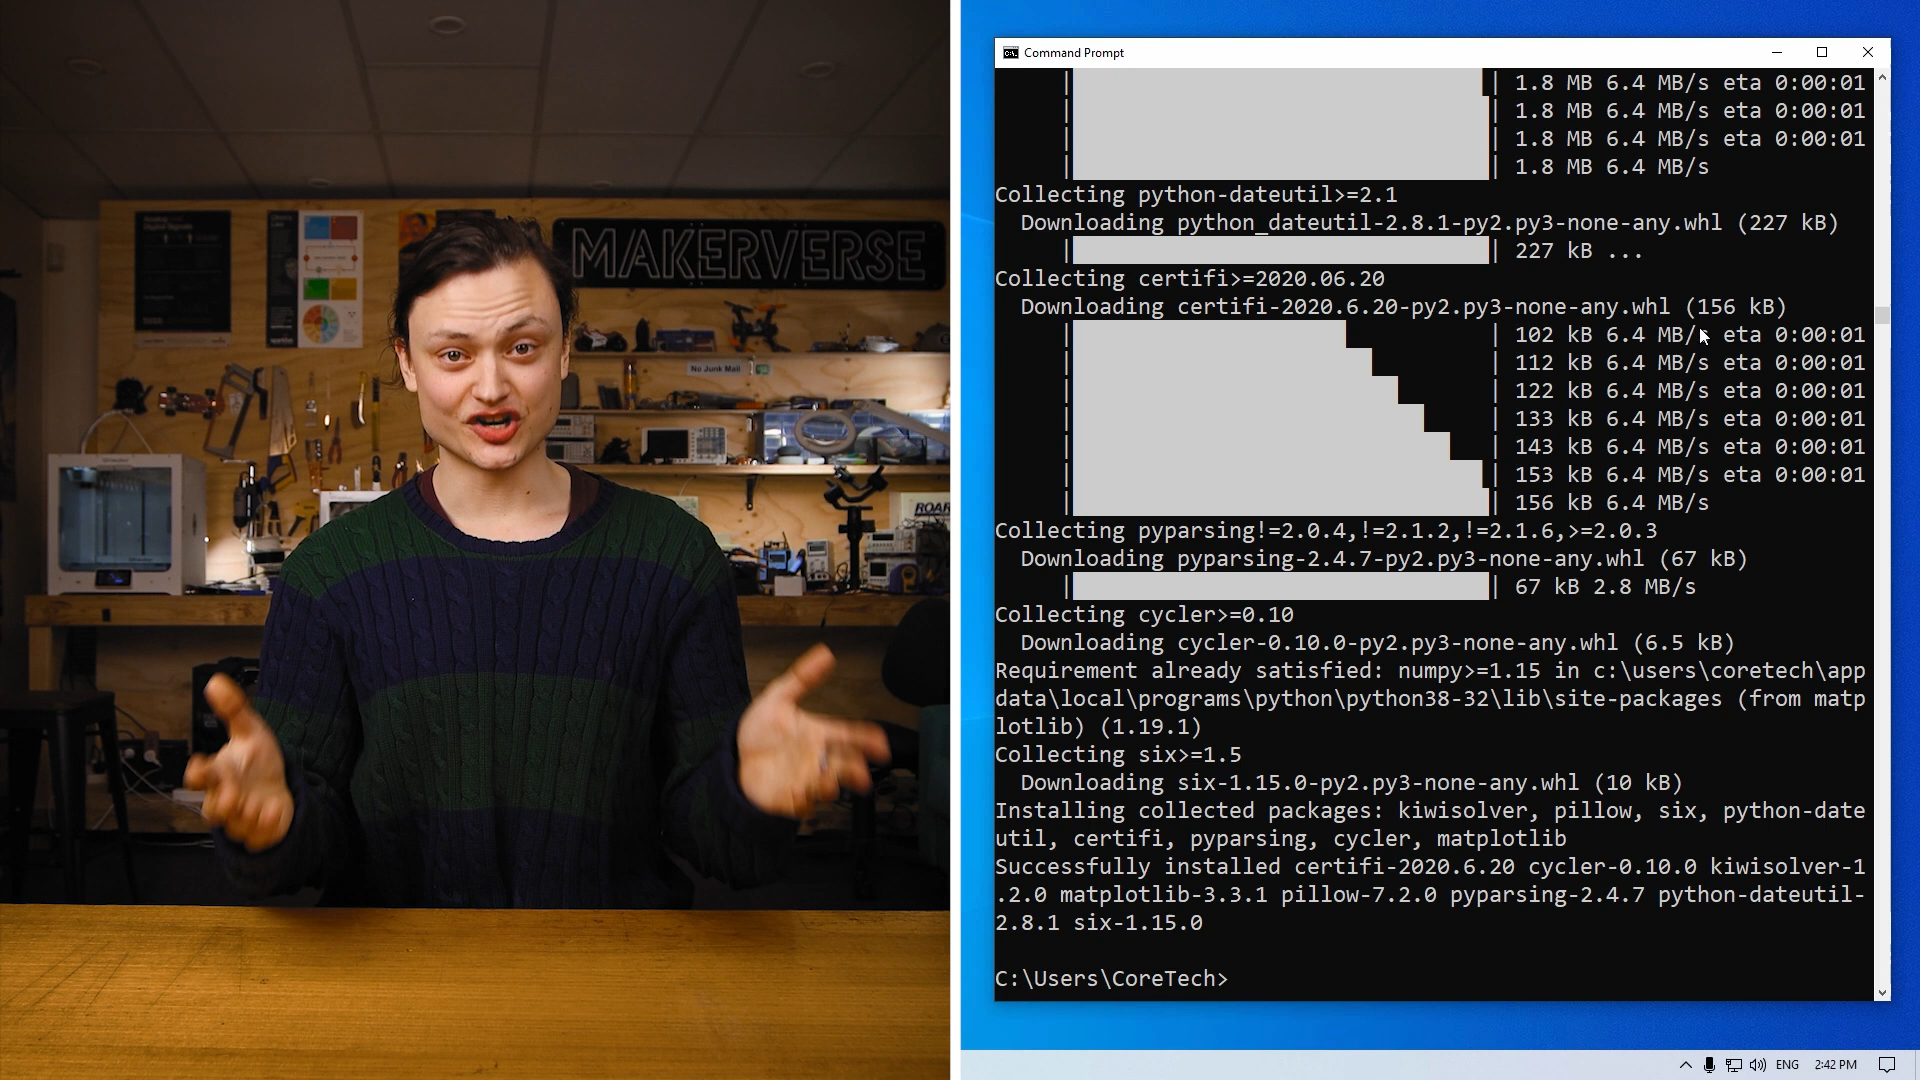 MAKERVERSE
No Junk Mail
ROAR
Command Prompt
| 1.8 MB 6.4 MB/s eta 0:00:01
| 1.8 MB 6.4 MB/s eta 0:00:01
| 1.8 MB 6.4 MB/s eta 0:00:01
| 1.8 MB 6.4 MB/s
Collecting python-dateutil>=2.1
Downloading python_dateutil-2.8.1-py2.py3-none-any.whl (227 kB)
| 227 kB ...
Collecting certifi>=2020.06.20
Downloading certifi-2020.6.20-py2.py3-none-any.whl (156 kB)
| 102 kB 6.4 MB/s eta 0:00:01
| 112 kB 6.4 MB/s eta 0:00:01
| 122 kB 6.4 MB/s eta 0:00:01
| 133 kB 6.4 MB/s eta 0:00:01
| 143 kB 6.4 MB/s eta 0:00:01
| 153 kB 6.4 MB/s eta 0:00:01
| 156 kB 6.4 MB/s
Collecting pyparsing!=2.0.4,!=2.1.2,!=2.1.6,>=2.0.3
Downloading pyparsing-2.4.7-py2.py3-none-any.whl (67 kB)
| 67 kB 2.8 MB/s
Collecting cycler>=0.10
Downloading cycler-0.10.0-py2.py3-none-any.whl (6.5 kB)
Requirement already satisfied: numpy>=1.15 in c:\users\coretech\app
data\local\programs\python\python38-32\lib\site-packages (from matp
lotlib) (1.19.1)
Collecting six>=1.5
Downloading six-1.15.0-py2.py3-none-any.whl (10 kB)
Installing collected packages: kiwisolver, pillow, six, python-date
util, certifi, pyparsing, cycler, matplotlib
Successfully installed certifi-2020.6.20 cycler-0.10.0 kiwisolver-1
.2.0 matplotlib-3.3.1 pillow-7.2.0 pyparsing-2.4.7 python-dateutil-
2.8.1 six-1.15.0
C:\Users\CoreTech>
ENG
2:42 PM